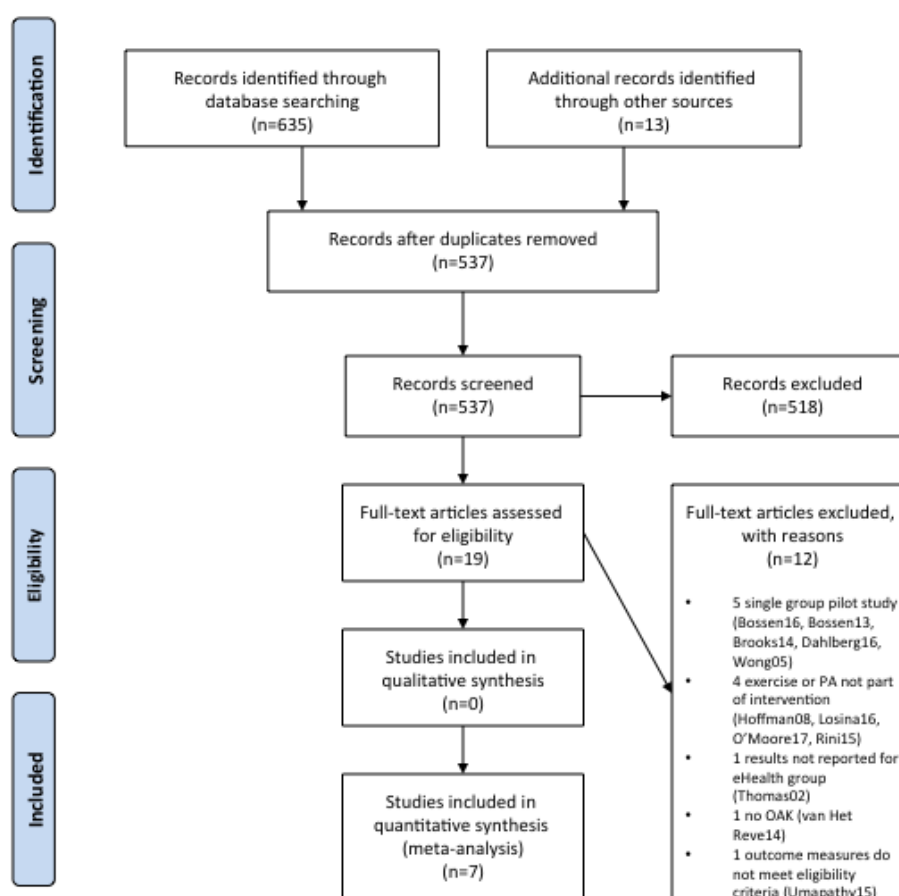 Identification
Records identified through
database searching
(n=635)
Additional records identified
through other sources
(n=13)
Records after duplicates removed
(n=537)
Screening
Records screened
(n=537)
Records excluded
(n=518)
Eligibility
Full-text articles assessed
for eligibility
(n=19)
Full-text articles excluded,
with reasons
(n=12)
• 5 single group pilot study
(Bossen16, Bossen13,
Brooks14, Dahlberg16,
Wong05)
• 4 exercise or PA not part
of intervention
(Hoffman08, Losina16,
O’Moore17, Rini15)
• 1 results not reported for
eHealth group
(Thomas02)
• 1 no OAK (van Het
Reve14)
• 1 outcome measures do
not meet eligibility
criteria (Umapathy15)
Studies included in
qualitative synthesis
(n=0)
Included
Studies included in
quantitative synthesis
(meta-analysis)
(n=7)